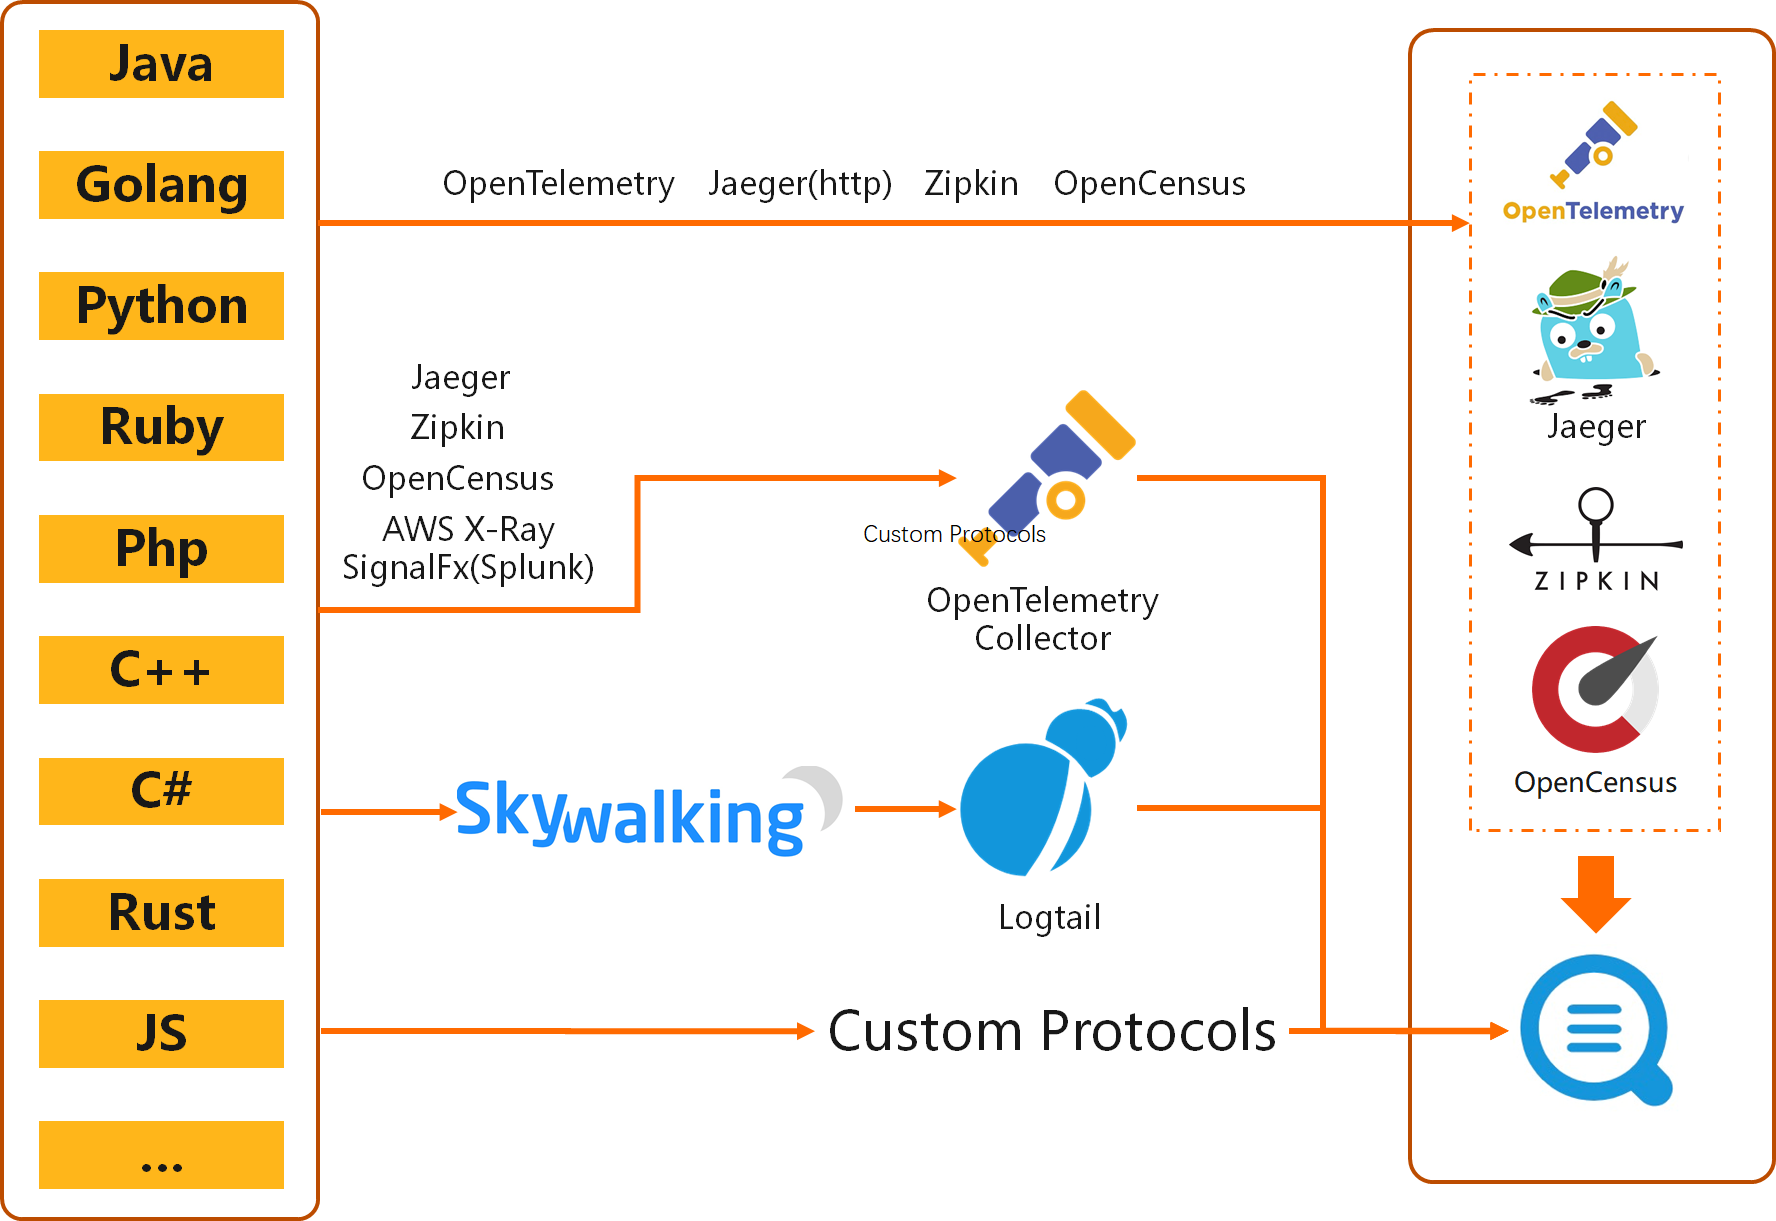 Java
Golang
Python
Ruby
Php
C++
C#
Rust
JS
...
OpenTelemetry Jaeger(http) Zipkin OpenCensus
Jaeger
Zipkin
OpenCensus
AWS X-Ray
SignalFx(Splunk)
Custom Protocols
OpenTelemetry
Collector
Skywalking
Logtail
Custom Protocols
OpenTelemetry
Jaeger
ZIPKIN
OpenCensus